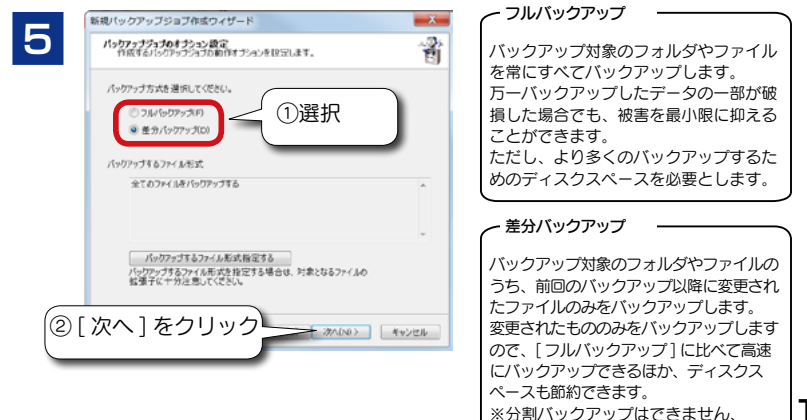 5
新規バックアップジョブ作成ウィザード
バックアップジョブのオプション設定
作成するバックアップジョブの動作オプションを設定します。
バックアップ方式を選択してください。
フルバックアップ(F)
差分バックアップ(D)
①選択
バックアップするファイル形式
全てのファイルをバックアップする
バックアップするファイル形式指定する
バックアップするファイル形式を指定する場合は、対象となるファイルの
拡張子に十分注意してください。
②[次へ]をクリック
次へ(N) >
キャンセル
フルバックアップ
バックアップ対象のフォルダやファイル
を常にすべてバックアップします。
万一バックアップしたデータの一部が破
損した場合でも、被害を最小限に抑える
ことができます。
ただし、より多くのバックアップするた
めのディスクスペースを必要とします。
差分バックアップ
バックアップ対象のフォルダやファイルの
うち、前回のバックアップ以降に変更され
たファイルのみをバックアップします。
変更されたもののみをバックアップします
ので、[フルバックアップ]に比べて高速
にバックアップできるほか、ディスクス
ペースも節約できます。
※分割バックアップはできません、